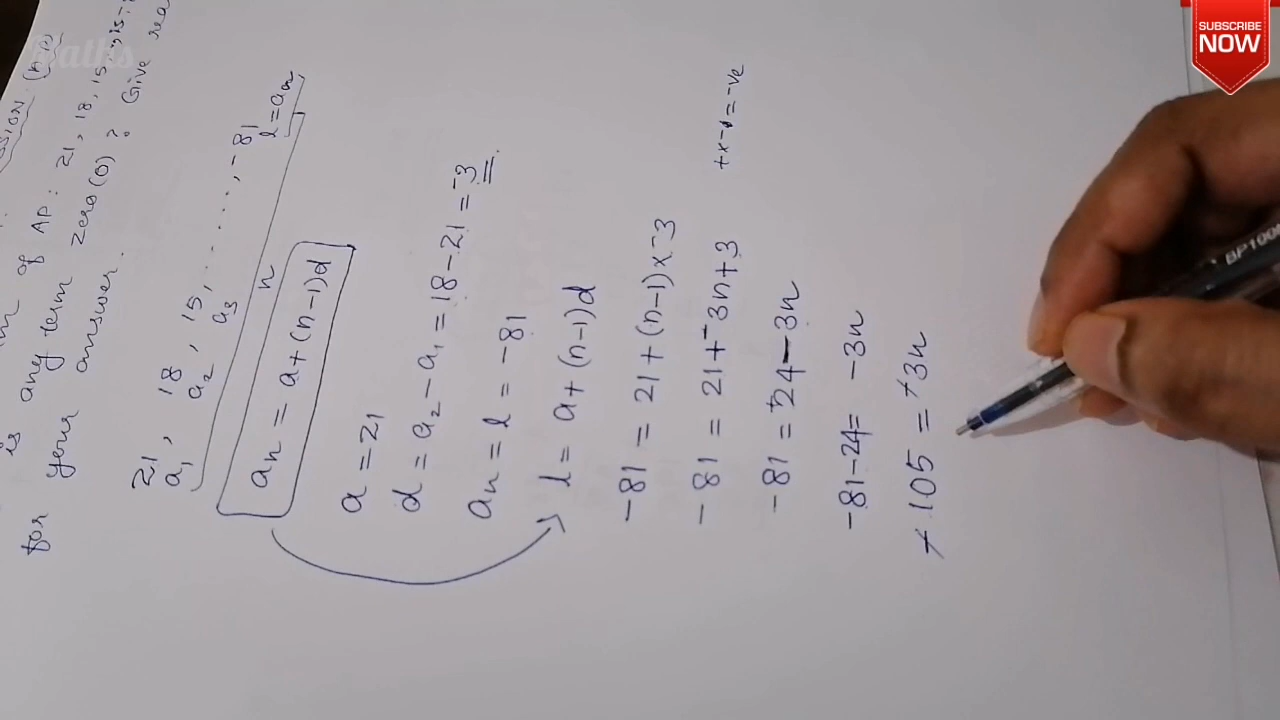 is any term zero(0)? Give
for your answer.
of AP: 21, 18, 15,
21, 18, 15, ......, -81
a₁ a₂ a₃ n l=aₙ
aₙ = a+(n-1)d
a=21
d=a₂-a₁=18-21=-3
aₙ=l=-81
l= a+(n-1)d
-81 = 21+(n-1)x-3
-81 = 21+-3n+3 +x-=-ve
-81 = +24-3n
-81-24= -3n
-105=-3n
SUBSCRIBE
NOW
BP100